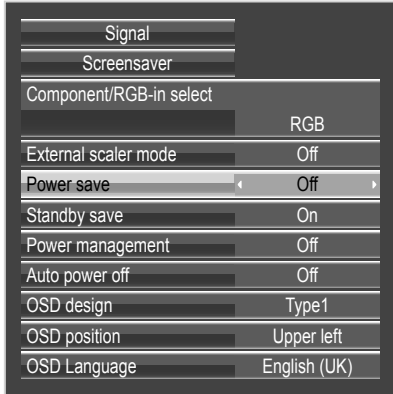 Signal
Screensaver
Component/RGB-in select
RGB
External scaler mode Off
Power save Off
Standby save On
Power management Off
Auto power off Off
OSD design Type1
OSD position Upper left
OSD Language English (UK)